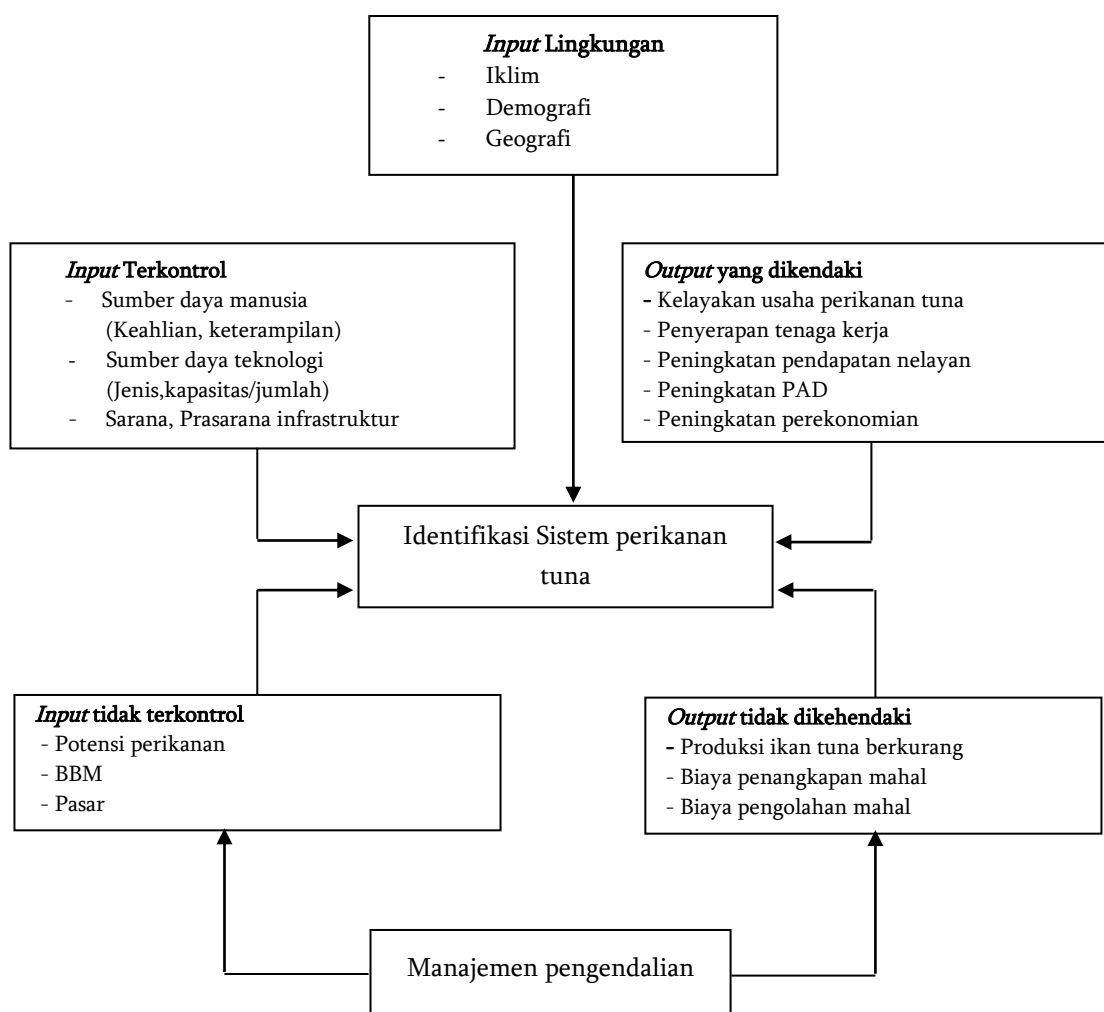 Input Lingkungan
- Iklim
- Demografi
- Geografi
Input Terkontrol
- Sumber daya manusia
(Keahlian, keterampilan)
- Sumber daya teknologi
(Jenis,kapasitas/jumlah)
- Sarana, Prasarana infrastruktur
Output yang dikendaki
- Kelayakan usaha perikanan tuna
- Penyerapan tenaga kerja
- Peningkatan pendapatan nelayan
- Peningkatan PAD
- Peningkatan perekonomian
Identifikasi Sistem perikanan
tuna
Input tidak terkontrol
- Potensi perikanan
- BBM
- Pasar
Output tidak dikehendaki
- Produksi ikan tuna berkurang
- Biaya penangkapan mahal
- Biaya pengolahan mahal
Manajemen pengendalian